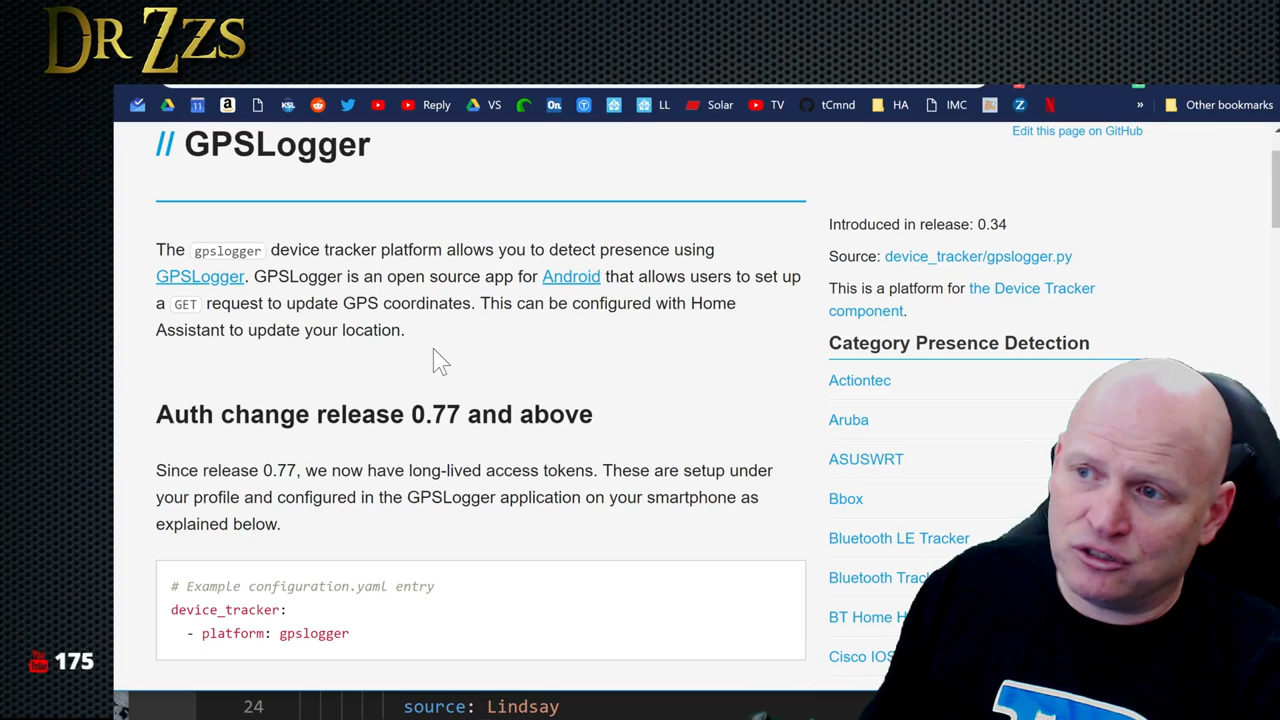 DR ZZS
Reply
VS
On
LL
Solar
TV
tCmnd
HA
IMC
Z
N
»
Other bookmarks
11
KSL
// GPSLogger
Edit this page on GitHub
The gpslogger device tracker platform allows you to detect presence using
GPSLogger. GPSLogger is an open source app for Android that allows users to set up
a GET request to update GPS coordinates. This can be configured with Home
Assistant to update your location.
Auth change release 0.77 and above
Since release 0.77, we now have long-lived access tokens. These are setup under
your profile and configured in the GPSLogger application on your smartphone as
explained below.
# Example configuration.yaml entry
device_tracker:
- platform: gpslogger
Introduced in release: 0.34
Source: device_tracker/gpslogger.py
This is a platform for the Device Tracker
component.
Category Presence Detection
Actiontec
Aruba
ASUSWRT
Bbox
Bluetooth LE Tracker
Bluetooth
BT Home
Cisco IOS
175
24 source: Lindsay